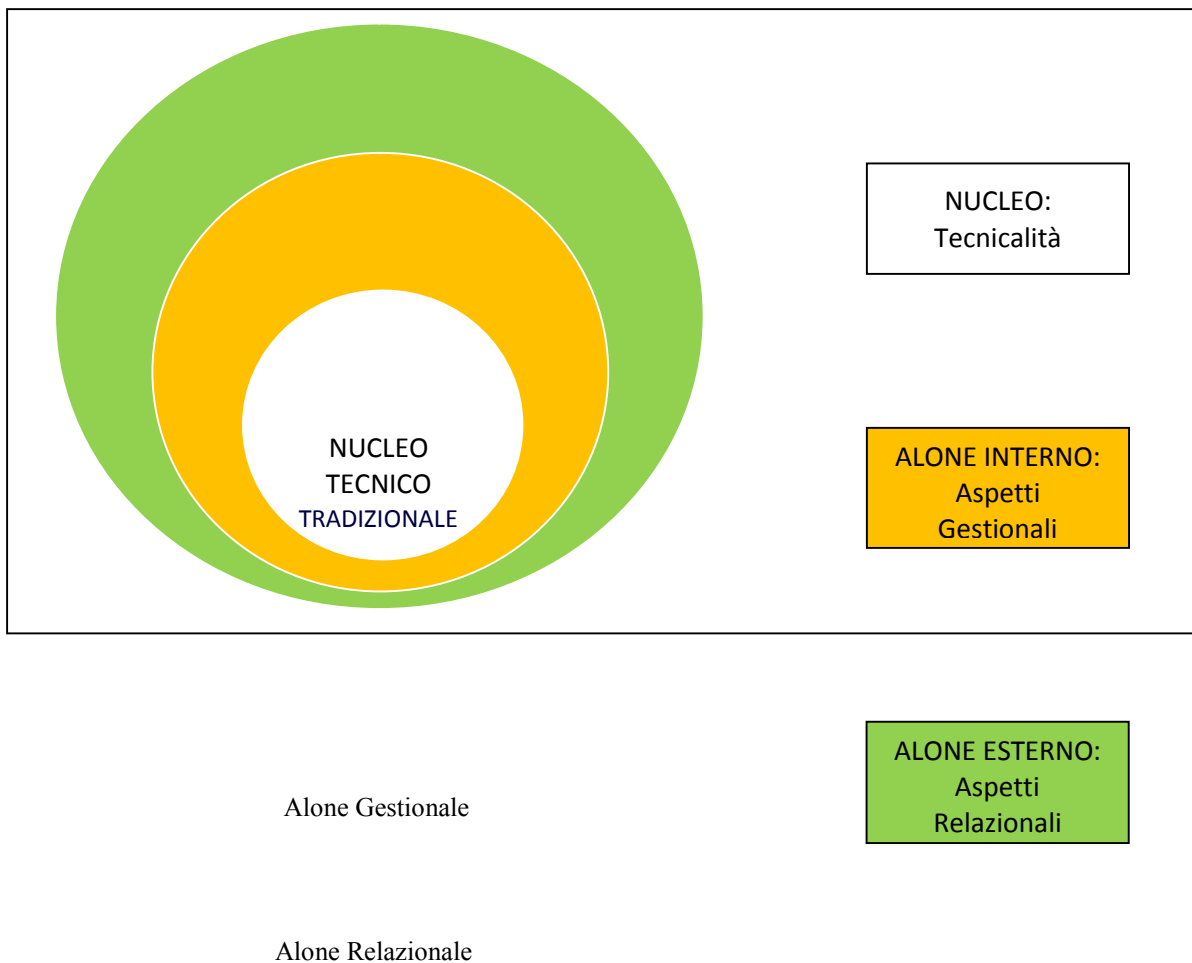 NUCLEO
TECNICO
TRADIZIONALE
NUCLEO:
Tecnicalità
ALONE INTERNO:
Aspetti
Gestionali
ALONE ESTERNO:
Aspetti
Relazionali
Alone Gestionale
Alone Relazionale